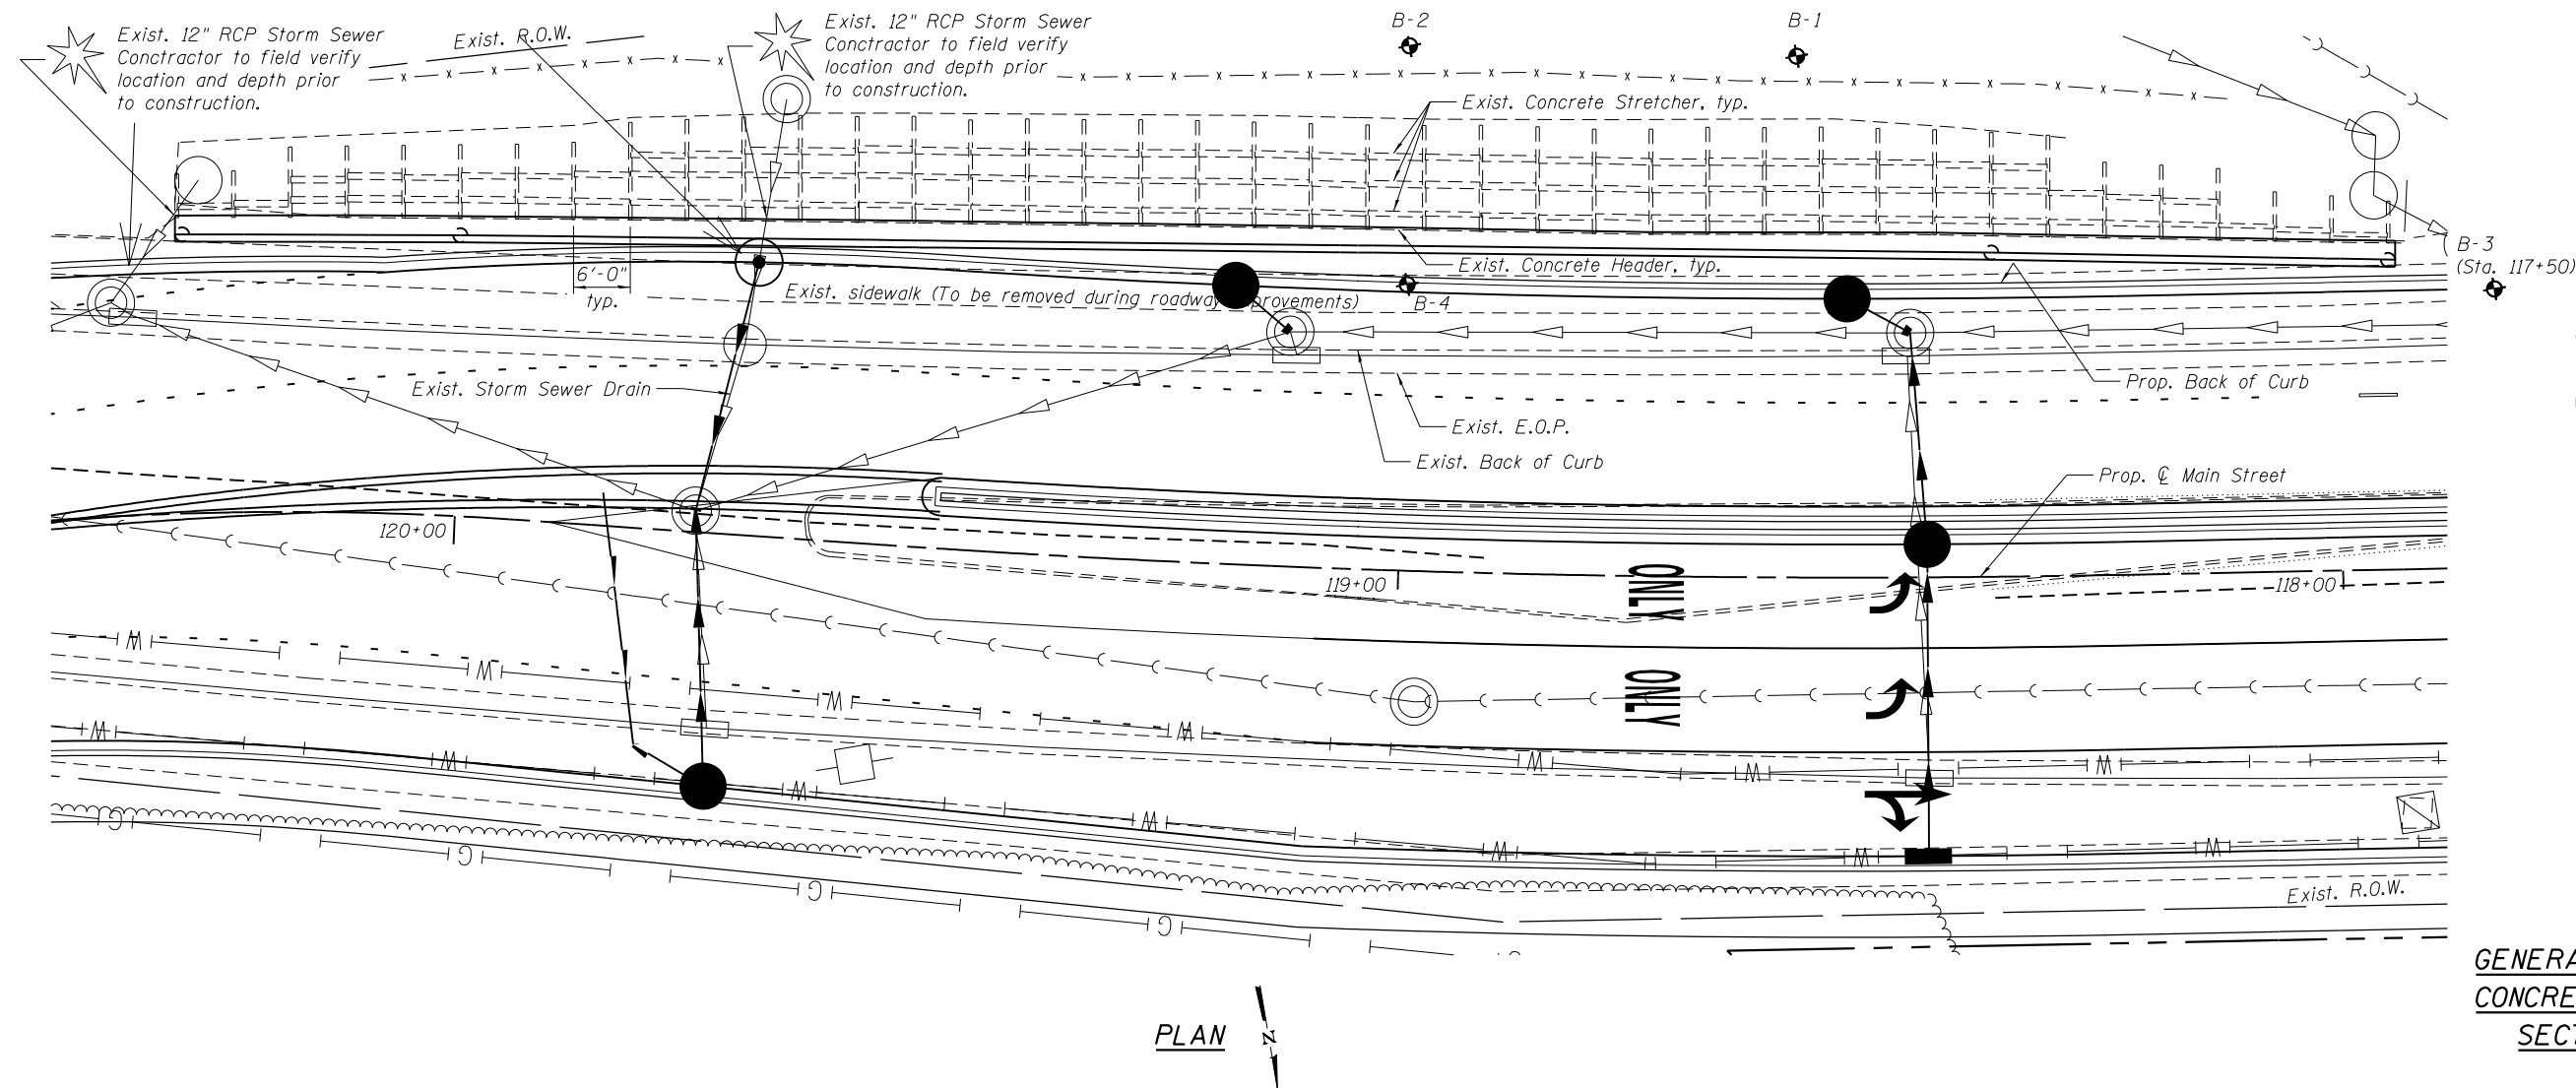 Exist. 12" RCP Storm Sewer
Conctractor to field verify
location and depth prior
to construction.
Exist. R.O.W.
Exist. 12" RCP Storm Sewer
Conctractor to field verify
location and depth prior
to construction.
B-2
B-1
Exist. Concrete Stretcher, typ.
B-3
(Sta. 117+50)
Exist. Concrete Header, typ.
6'-0"
typ.
Exist. sidewalk (To be removed during roadway
B-4
Exist. Storm Sewer Drain
Prop. Back of Curb
Exist. E.O.P.
Exist. Back of Curb
Prop. ℄ Main Street
120+00
119+00
118+00
ONLY
ONLY
W
W
W
W
W
W
W
W
W
W
W
W
W
W
G
G
G
G
Exist. R.O.W.
PLAN
N
GENERA
CONCRE
SECT